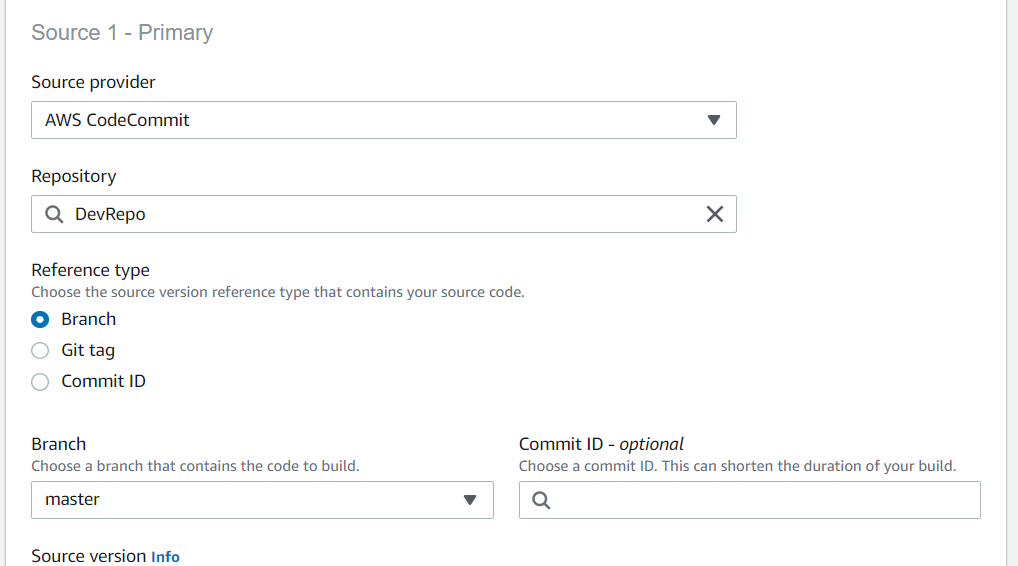 Source 1 - Primary
Source provider
AWS CodeCommit
Repository
DevRepo
Reference type
Choose the source version reference type that contains your source code.
Branch
Git tag
Commit ID
Branch
Choose a branch that contains the code to build.
master
Commit ID - optional
Choose a commit ID. This can shorten the duration of your build.
Source version Info